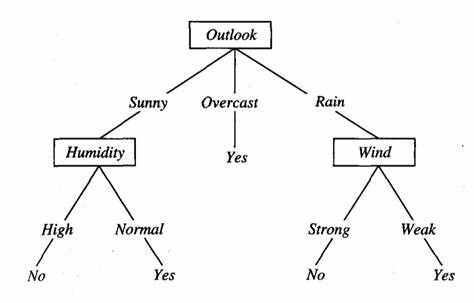 Outlook
Sunny Overcast Rain
Humidity Yes Wind
High Normal Strong Weak
No Yes No Yes